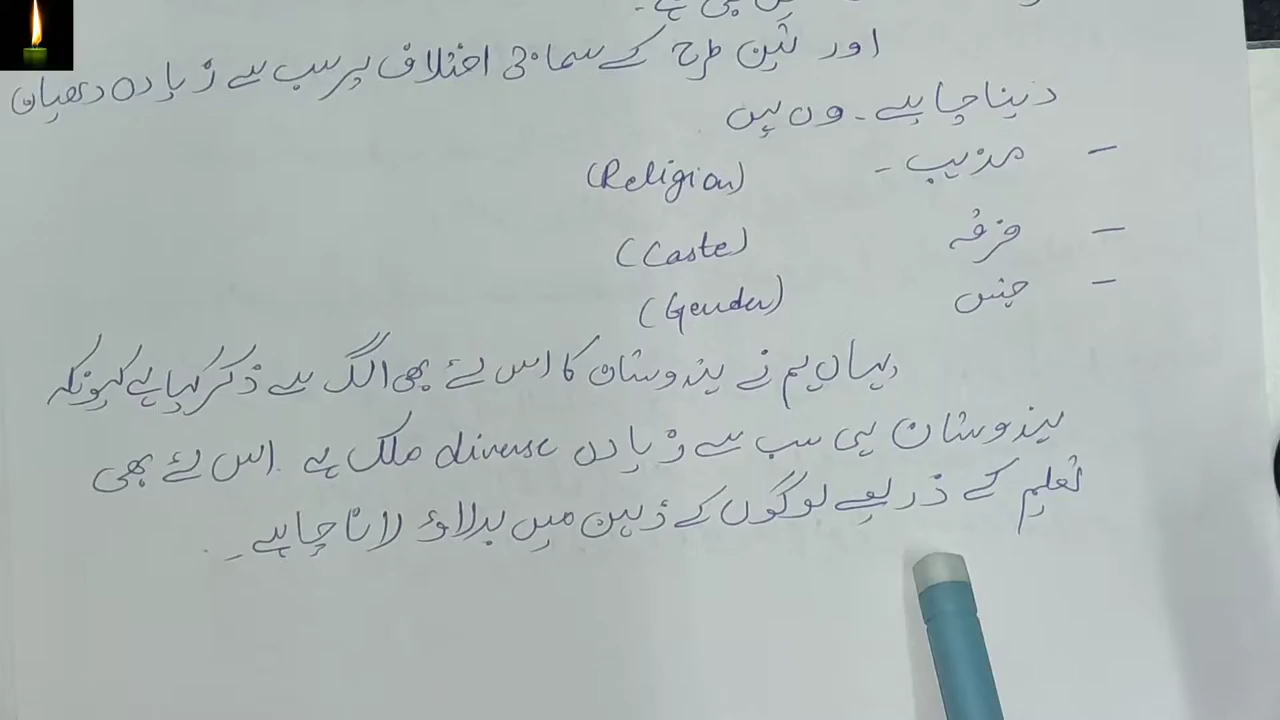 اور تین طرح کے سماجی اختلاف پر سب سے زیادہ دھیان
دینا چاہیے۔ وہ ہیں
- مذہب - (Religion)
- فرقہ (Caste)
- جنس (Gender)
یہاں ہم نے ہندوستان کا اس لئے بھی الگ سے ذکر کیا ہے کیونکہ
ہندوستان ہی سب سے زیادہ diverse ملک ہے۔ اس لئے بھی
تعلیم کے ذریعے لوگوں کے ذہن میں بدلاؤ لانا چاہیے۔